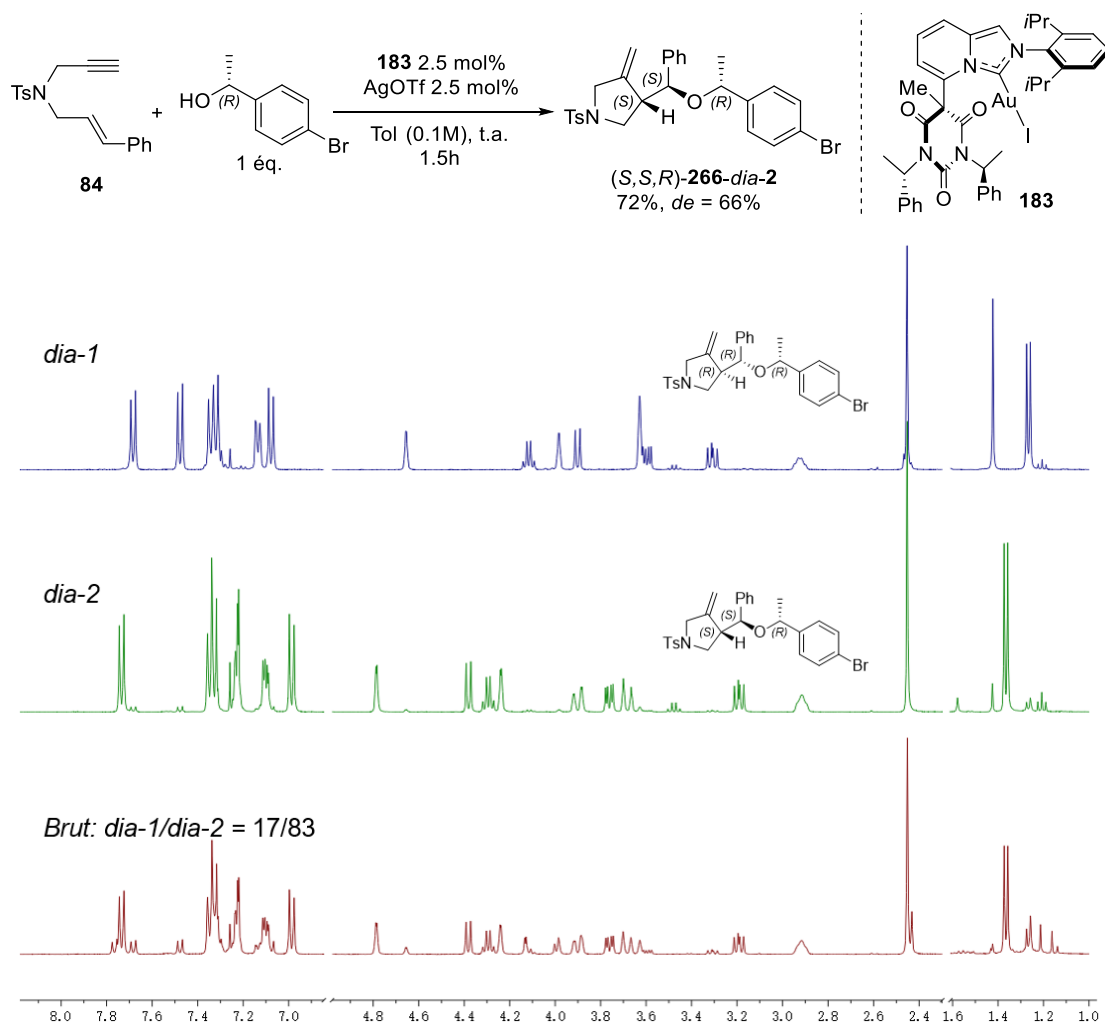 Ts
N
Ph
84
+
HO
(R)
Br
1 éq.
183 2.5 mol%
AgOTf 2.5 mol%
Tol (0.1M), t.a.
1.5h
Ph
(S)
O
(R)
(S)
H
TsN
Br
(S,S,R)-266-dia-2
72%, de = 66%
iPr
N
N
iPr
Me
Au
I
O
O
N
N
O
Ph
Ph
183
dia-1
Ph
(R)
O
(R)
(R)
H
TsN
Br
dia-2
Ph
(S)
O
(R)
(S)
H
TsN
Br
Brut: dia-1/dia-2 = 17/83
8.0 7.8 7.6 7.4 7.2 7.0 4.8 4.6 4.4 4.2 4.0 3.8 3.6 3.4 3.2 3.0 2.8 2.6 2.4 1.6 1.4 1.2 1.0